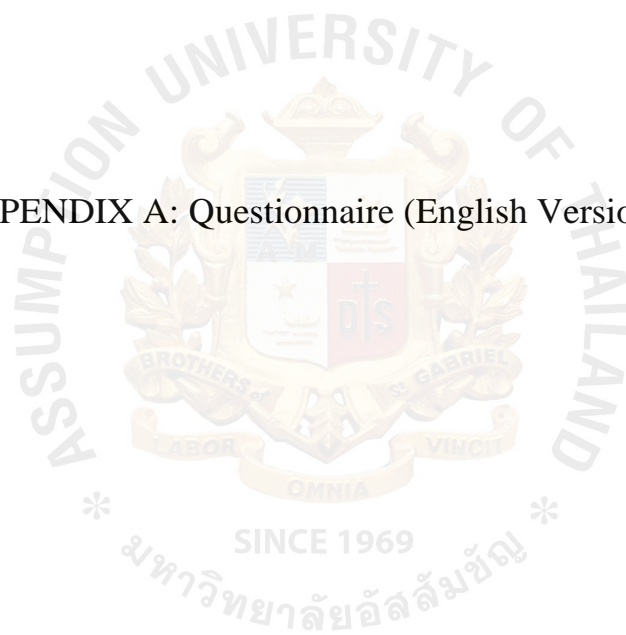 ASSUMPTION UNIVERSITY OF THAILAND
PENDIX A: Questionnaire (English Versio
A M
D S
BROTHERS of St GABRIEL
LABOR OMNIA VINCIT
SINCE 1969
มหาวิทยาลัยอัสสัมชัญ